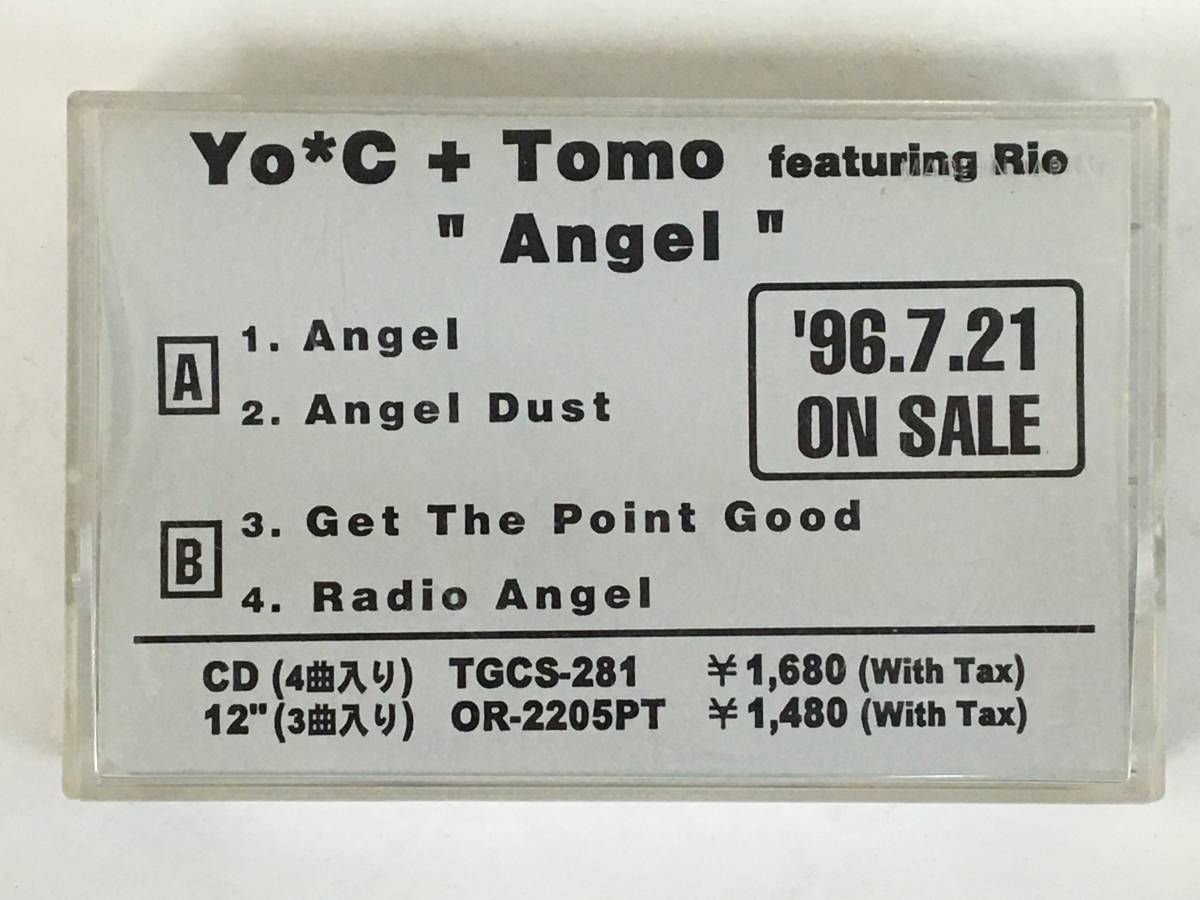 Yo*C + Tomo featuring Rio
" Angel "
A
1. Angel
2. Angel Dust
'96.7.21
ON SALE
B
3. Get The Point Good
4. Radio Angel
CD (4曲入り) TGCS-281 ¥1,680 (With Tax)
12"(3曲入り) OR-2205PT ¥1,480 (With Tax)